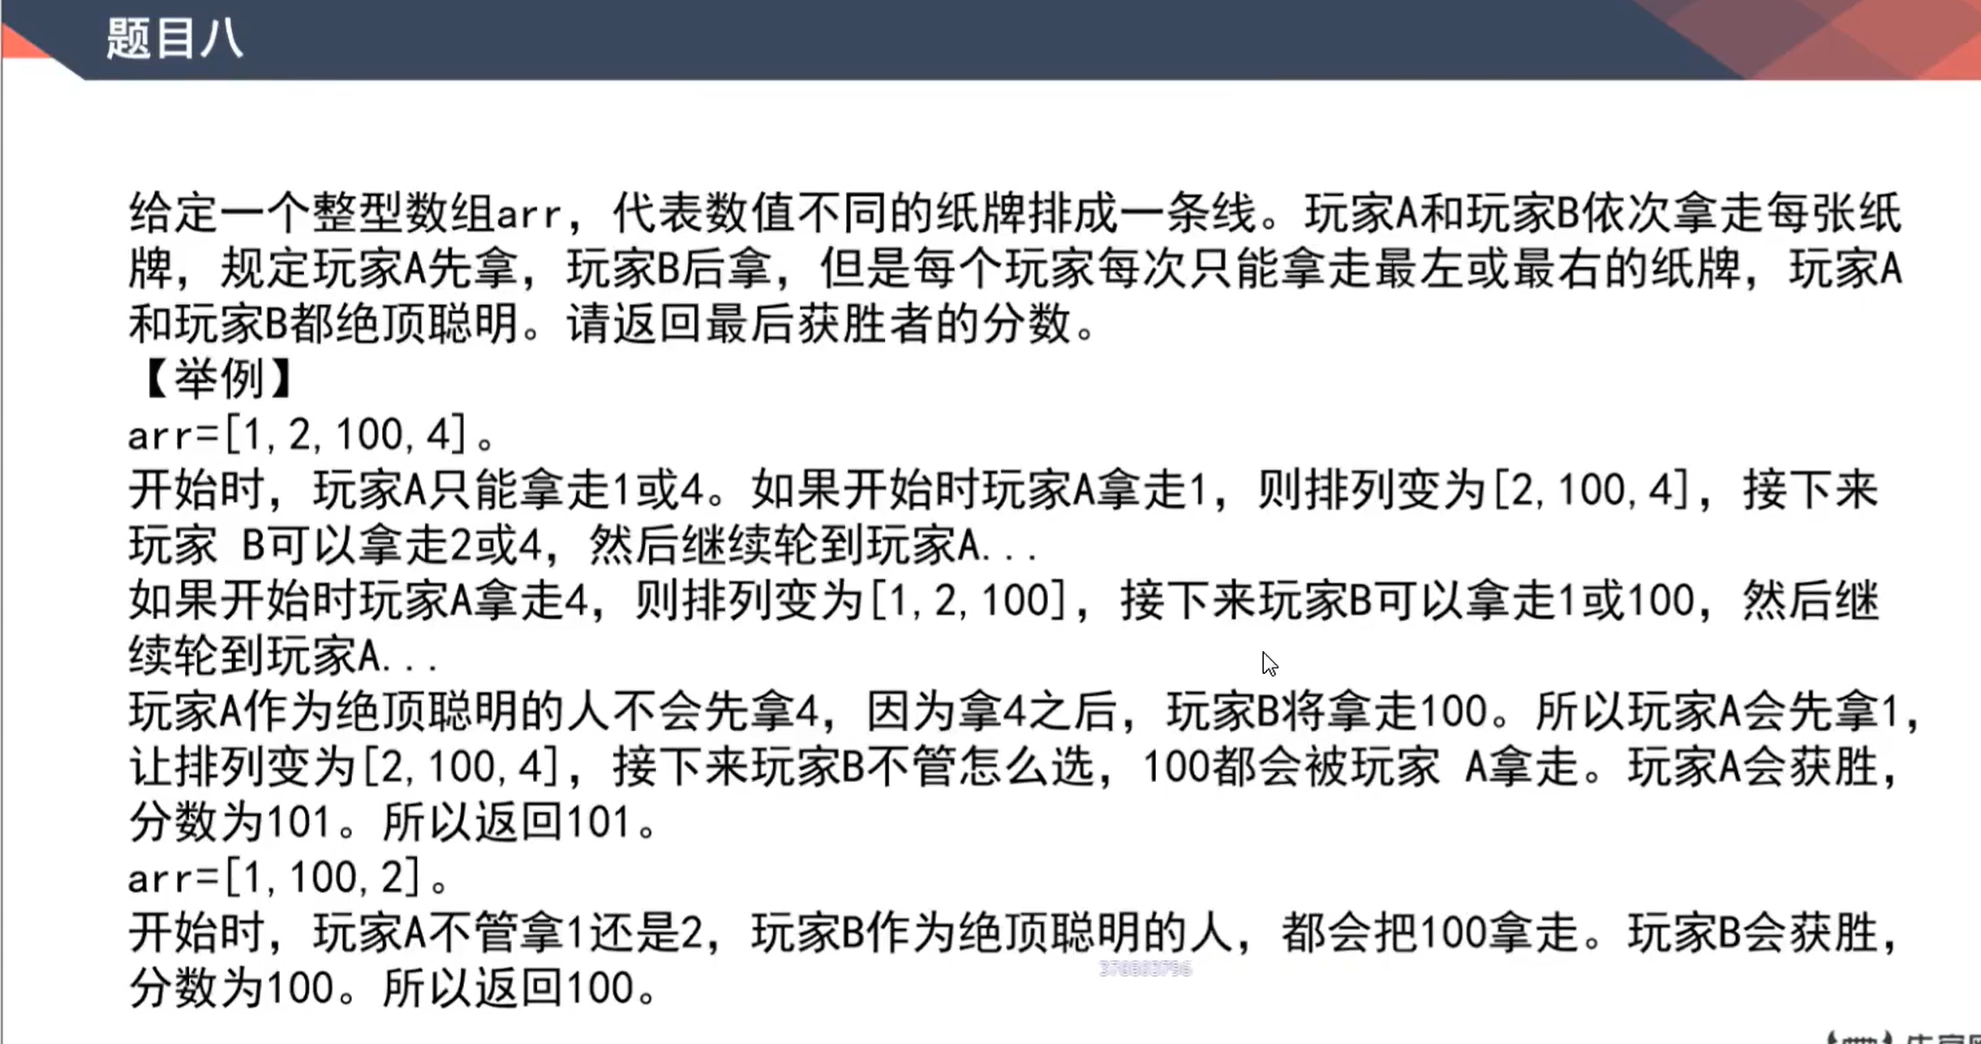 题目八
给定一个整型数组arr，代表数值不同的纸牌排成一条线。玩家A和玩家B依次拿走每张纸
牌，规定玩家A先拿，玩家B后拿，但是每个玩家每次只能拿走最左或最右的纸牌，玩家A
和玩家B都绝顶聪明。请返回最后获胜者的分数。
【举例】
arr=[1,2,100,4]。
开始时，玩家A只能拿走1或4。如果开始时玩家A拿走1，则排列变为[2,100,4]，接下来
玩家 B可以拿走2或4，然后继续轮到玩家A...
如果开始时玩家A拿走4，则排列变为[1,2,100]，接下来玩家B可以拿走1或100，然后继
续轮到玩家A...
玩家A作为绝顶聪明的人不会先拿4，因为拿4之后，玩家B将拿走100。所以玩家A会先拿1，
让排列变为[2,100,4]，接下来玩家B不管怎么选，100都会被玩家 A拿走。玩家A会获胜，
分数为101。所以返回101。
arr=[1,100,2]。
开始时，玩家A不管拿1还是2，玩家B作为绝顶聪明的人，都会把100拿走。玩家B会获胜，
分数为100。所以返回100。